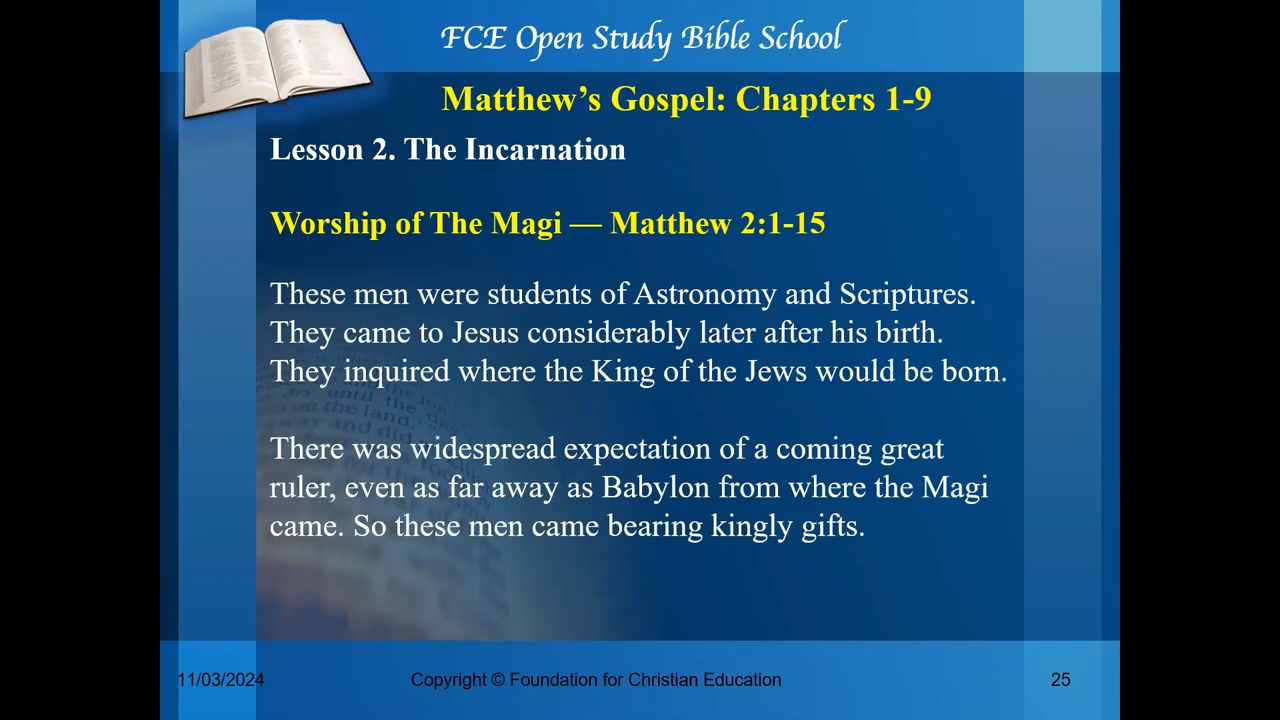 FCE Open Study Bible School
Matthew’s Gospel: Chapters 1-9
Lesson 2. The Incarnation
Worship of The Magi — Matthew 2:1-15
These men were students of Astronomy and Scriptures.
They came to Jesus considerably later after his birth.
They inquired where the King of the Jews would be born.
There was widespread expectation of a coming great
ruler, even as far away as Babylon from where the Magi
came. So these men came bearing kingly gifts.
11/03/2024
Copyright © Foundation for Christian Education
25